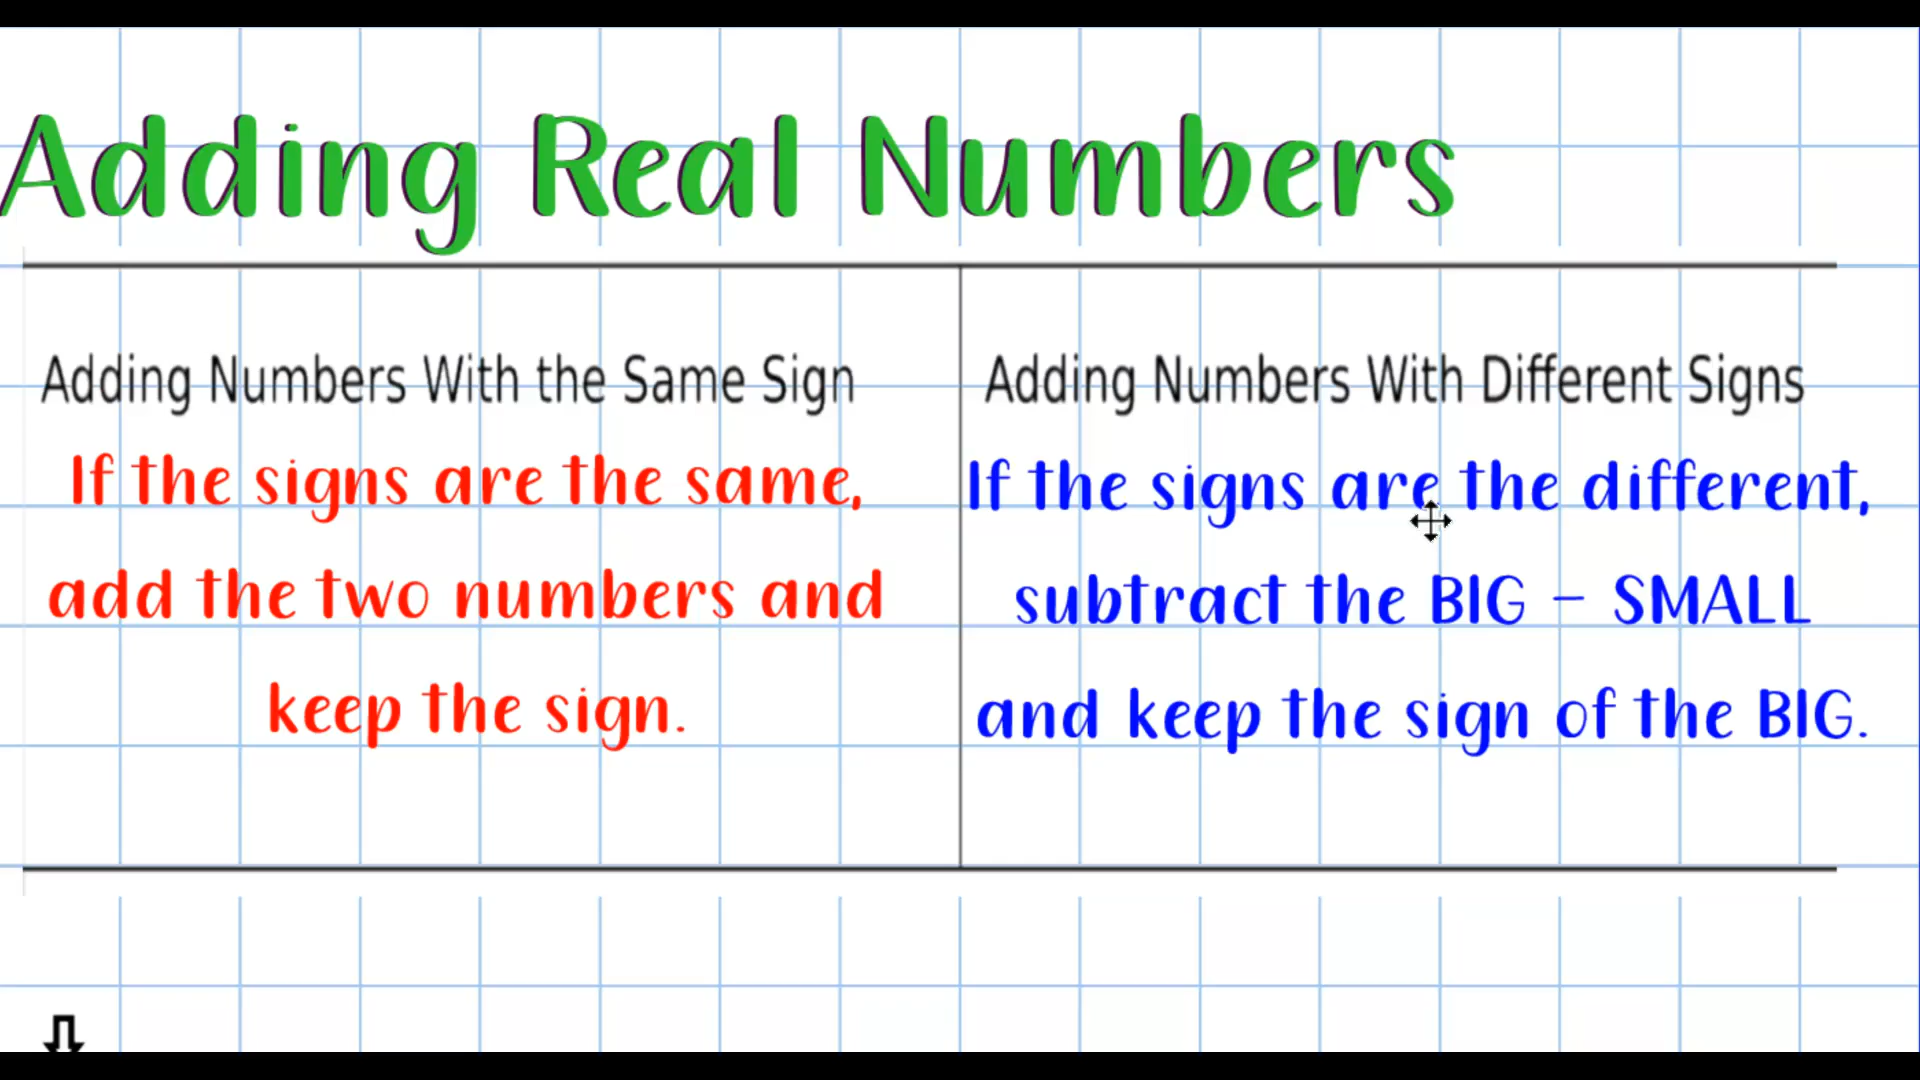 Adding Real Numbers
Adding Numbers With the Same Sign
If the signs are the same,
add the two numbers and
keep the sign.
Adding Numbers With Different Signs
If the signs are the different,
subtract the BIG - SMALL
and keep the sign of the BIG.